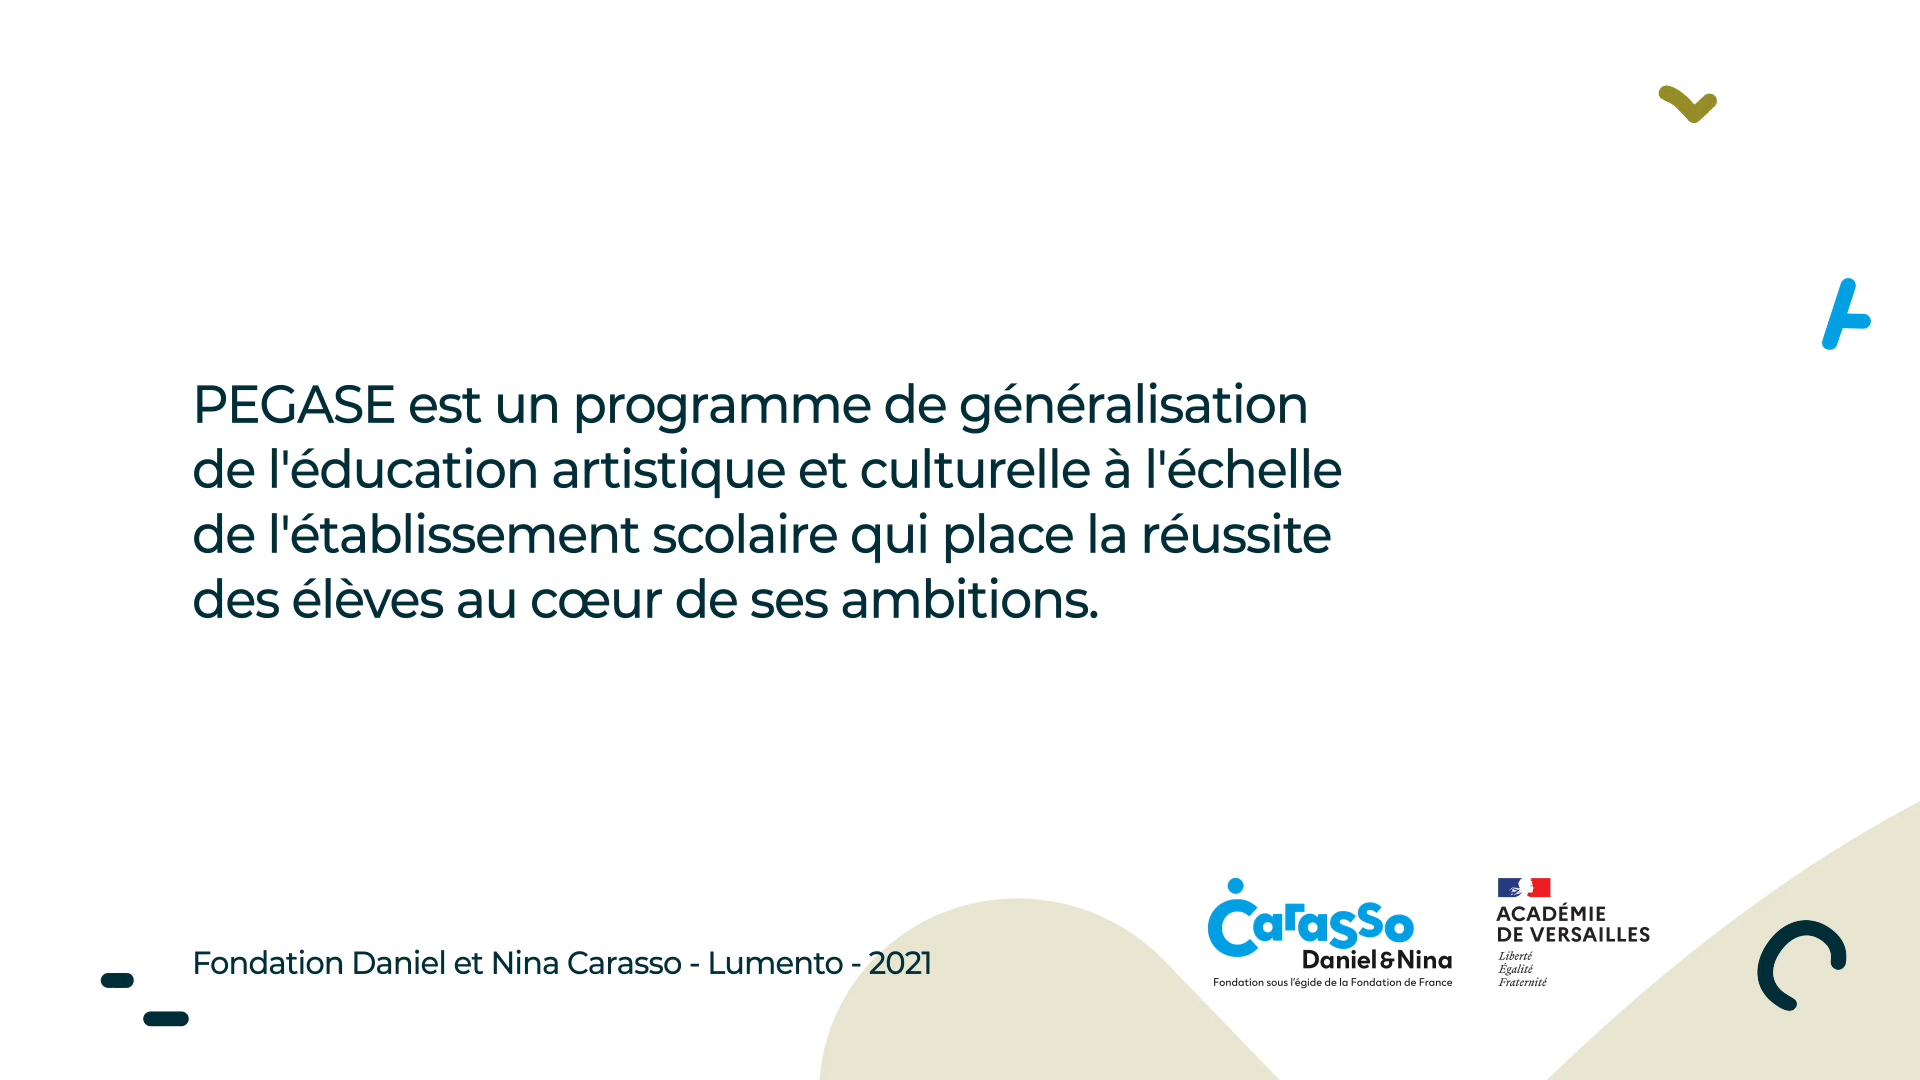 PEGASE est un programme de généralisation
de l'éducation artistique et culturelle à l'échelle
de l'établissement scolaire qui place la réussite
des élèves au cœur de ses ambitions.
Fondation Daniel et Nina Carasso - Lumento - 2021
Carasso
Daniel & Nina
Fondation sous l'égide de la Fondation de France
ACADÉMIE
DE VERSAILLES
Liberté
Égalité
Fraternité